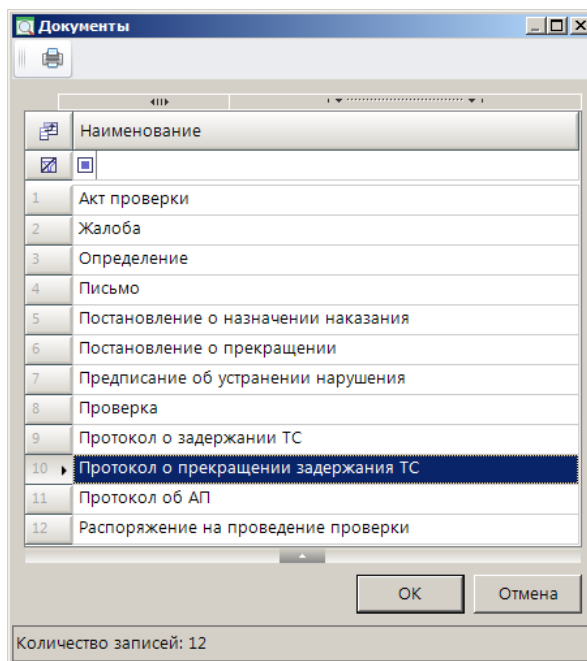 Документы
Наименование
1 Акт проверки
2 Жалоба
3 Определение
4 Письмо
5 Постановление о назначении наказания
6 Постановление о прекращении
7 Предписание об устранении нарушения
8 Проверка
9 Протокол о задержании ТС
10 Протокол о прекращении задержания ТС
11 Протокол об АП
12 Распоряжение на проведение проверки
ОК Отмена
Количество записей: 12